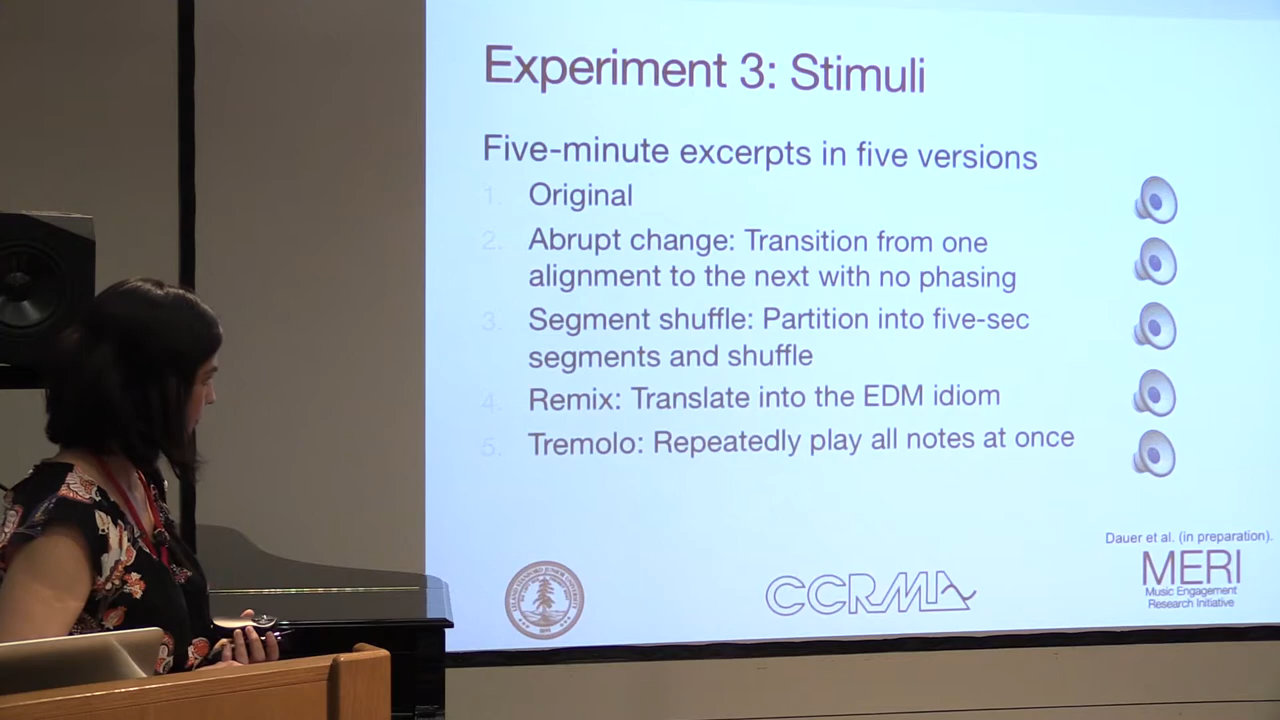 Experiment 3: Stimuli
Five-minute excerpts in five versions
1. Original
2. Abrupt change: Transition from one
alignment to the next with no phasing
3. Segment shuffle: Partition into five-sec
segments and shuffle
4. Remix: Translate into the EDM idiom
5. Tremolo: Repeatedly play all notes at once
Dauer et al. (in preparation).
CCRMA
MERI
Music Engagement
Research Initiative